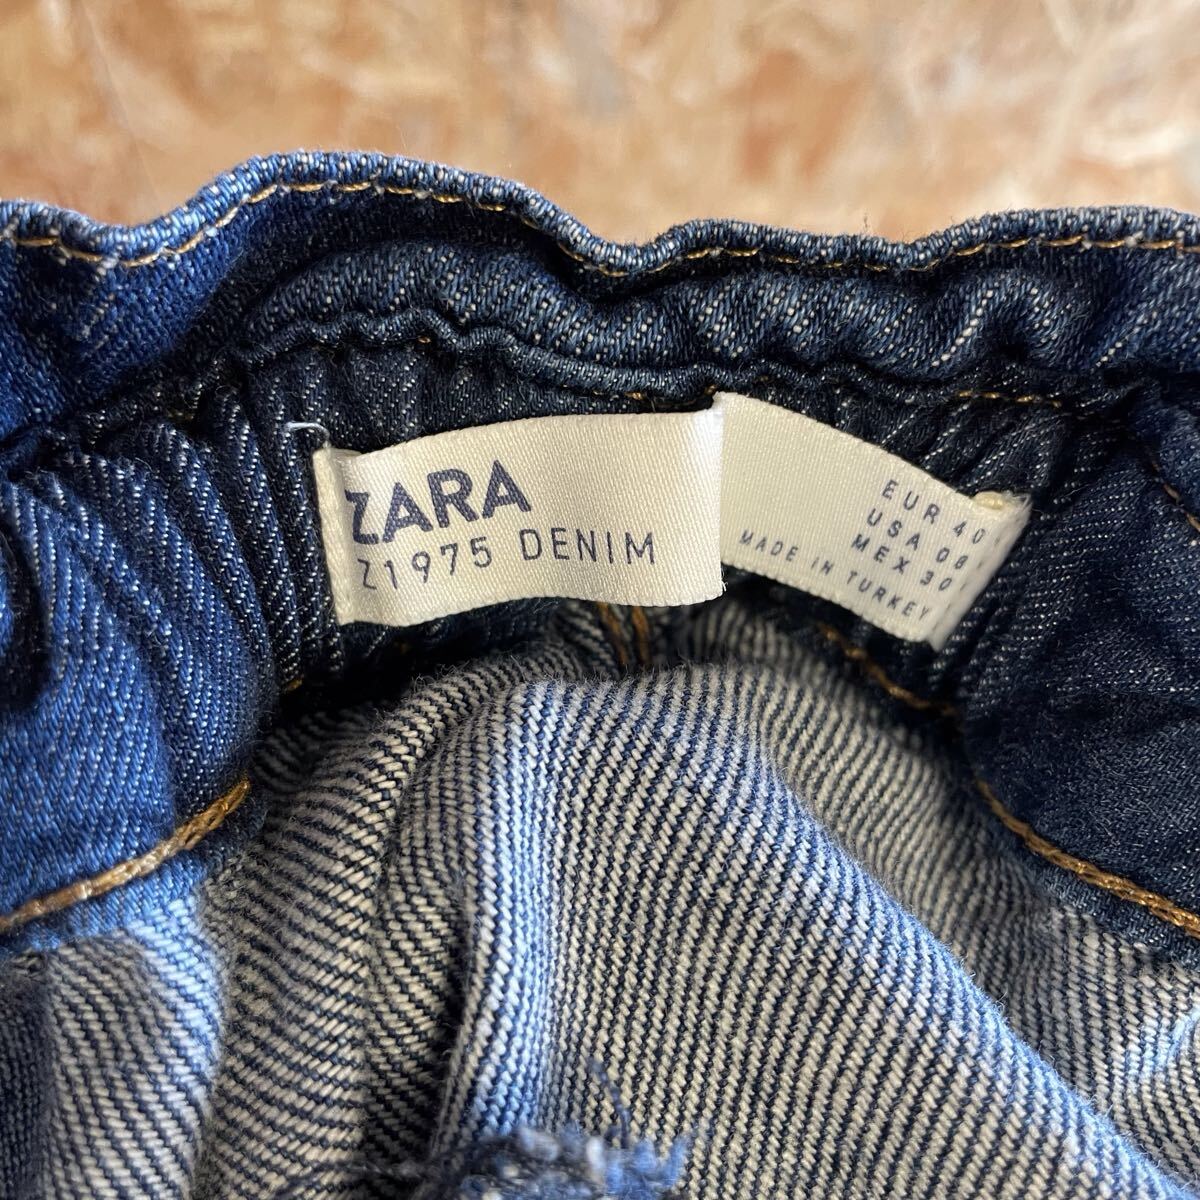 ZARA
Z1975 DENIM
EUR 40
USA 08
MEX 30
MADE IN TURKEY